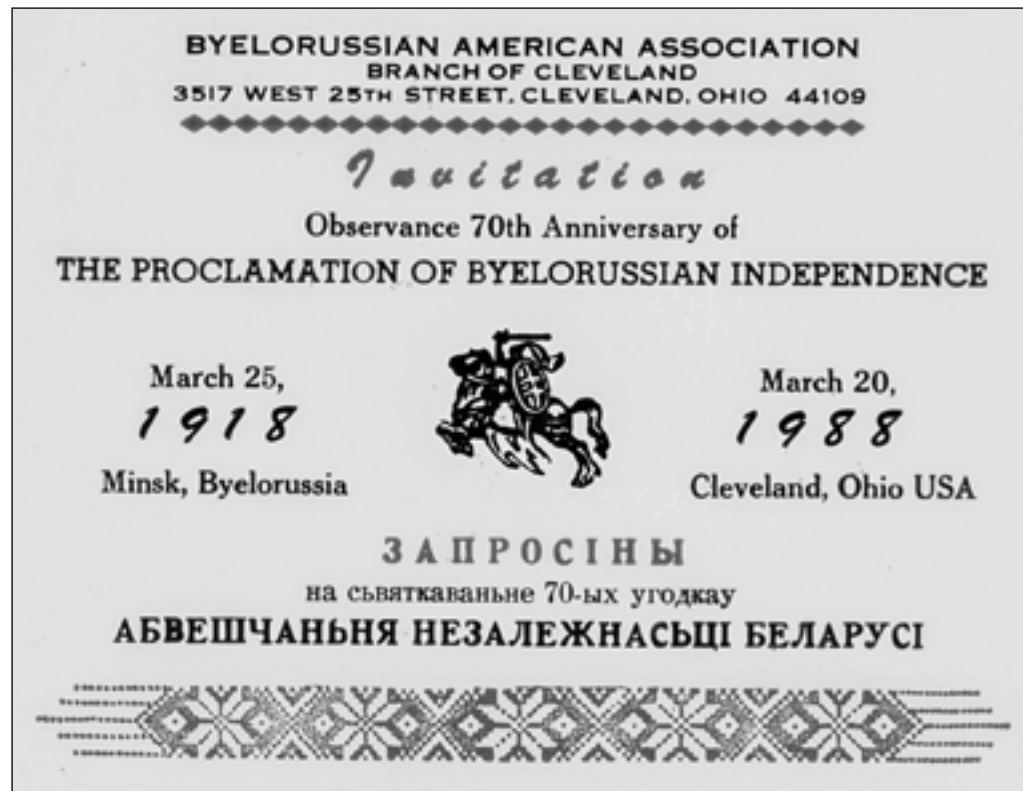 BYELORUSSIAN AMERICAN ASSOCIATION
BRANCH OF CLEVELAND
3517 WEST 25TH STREET, CLEVELAND, OHIO 44109
Invitation
Observance 70th Anniversary of
THE PROCLAMATION OF BYELORUSSIAN INDEPENDENCE
March 25,
1918
Minsk, Byelorussia
March 20,
1988
Cleveland, Ohio USA
ЗАПРОСІНЫ
на сьвяткаваньне 70-ых угодкаў
АБВЕШЧАНЬНЯ НЕЗАЛЕЖНАСЬЦІ БЕЛАРУСІ